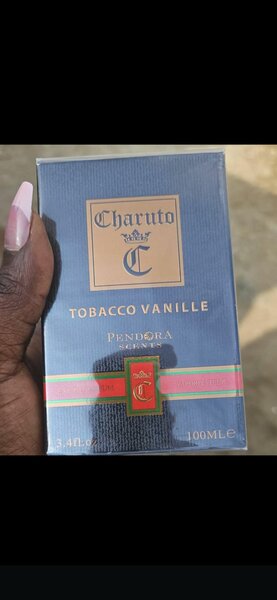 Charuto
C
TOBACCO VANILLE
PENDORA
SCENTS
C
3.4fl.oz
100ML℮